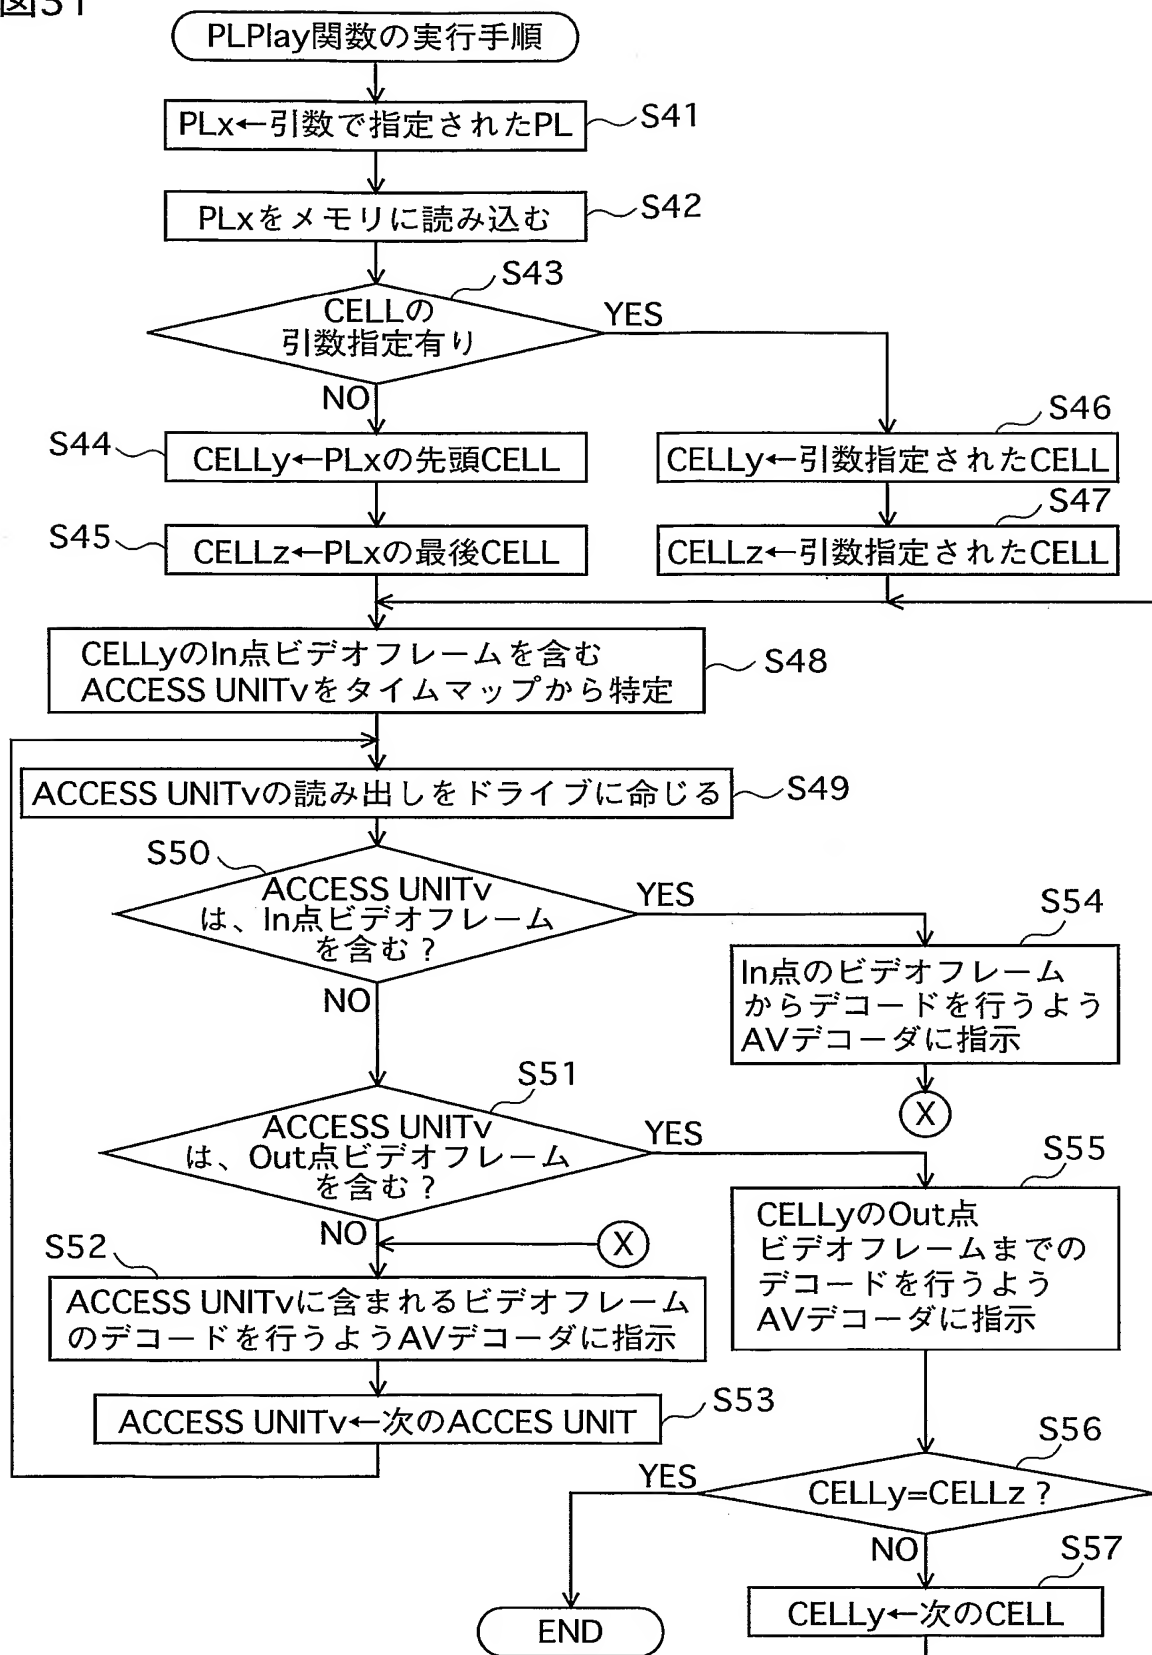 図31
PLPlay関数の実行手順
PLx←引数で指定されたPL
S41
PLxをメモリに読み込む
S42
S43
CELLの
引数指定有り
YES
NO
S44
CELLy←PLxの先頭CELL
S46
CELLy←引数指定されたCELL
S45
CELLz←PLxの最後CELL
S47
CELLz←引数指定されたCELL
CELLyのIn点ビデオフレームを含む
ACCESS UNITvをタイムマップから特定
S48
ACCESS UNITvの読み出しをドライブに命じる
S49
S50
ACCESS UNITv
は、In点ビデオフレーム
を含む?
YES
NO
S54
In点のビデオフレーム
からデコードを行うよう
AVデコーダに指示
X
S51
ACCESS UNITv
は、Out点ビデオフレーム
を含む?
YES
NO
X
S55
CELLyのOut点
ビデオフレームまでの
デコードを行うよう
AVデコーダに指示
S52
ACCESS UNITvに含まれるビデオフレーム
のデコードを行うようAVデコーダに指示
S53
ACCESS UNITv←次のACCES UNIT
S56
CELLy=CELLz?
YES
NO
S57
CELLy←次のCELL
END